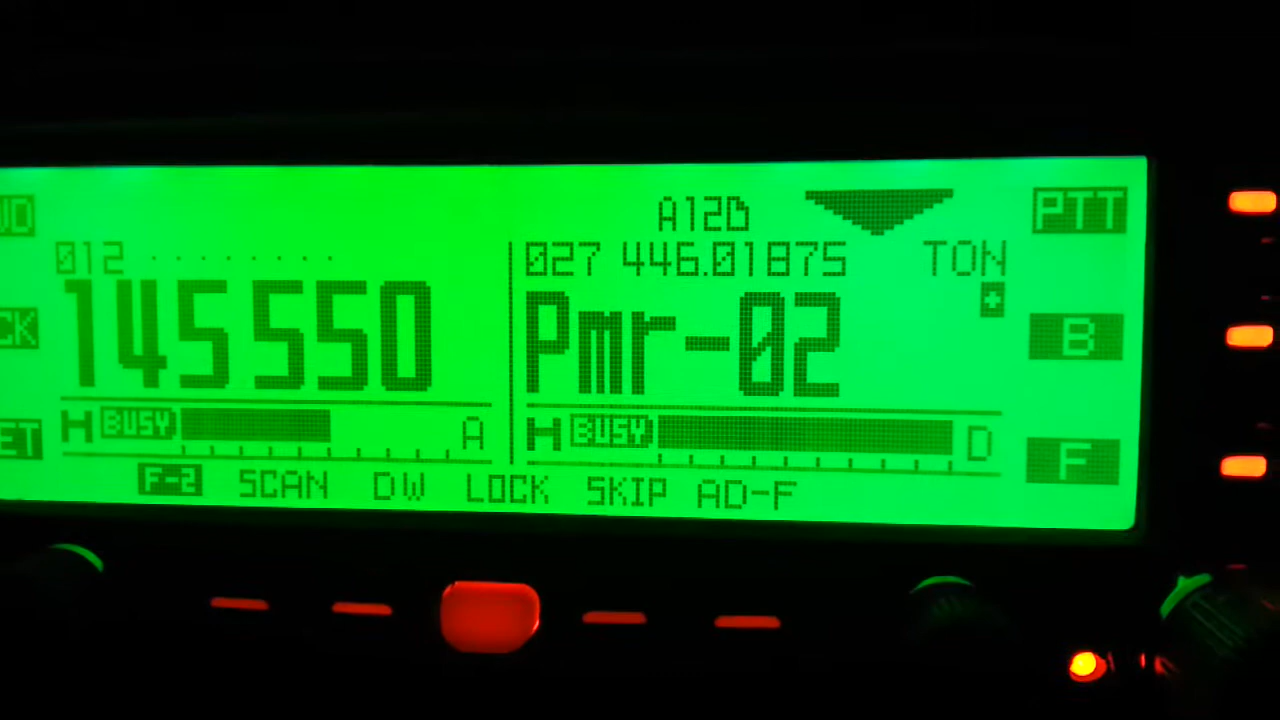 A12D PTT
012 027 446.01875 TON
145550 Pmr-02 B
H BUSY A H BUSY D F
F-2 SCAN DW LOCK SKIP AD-F